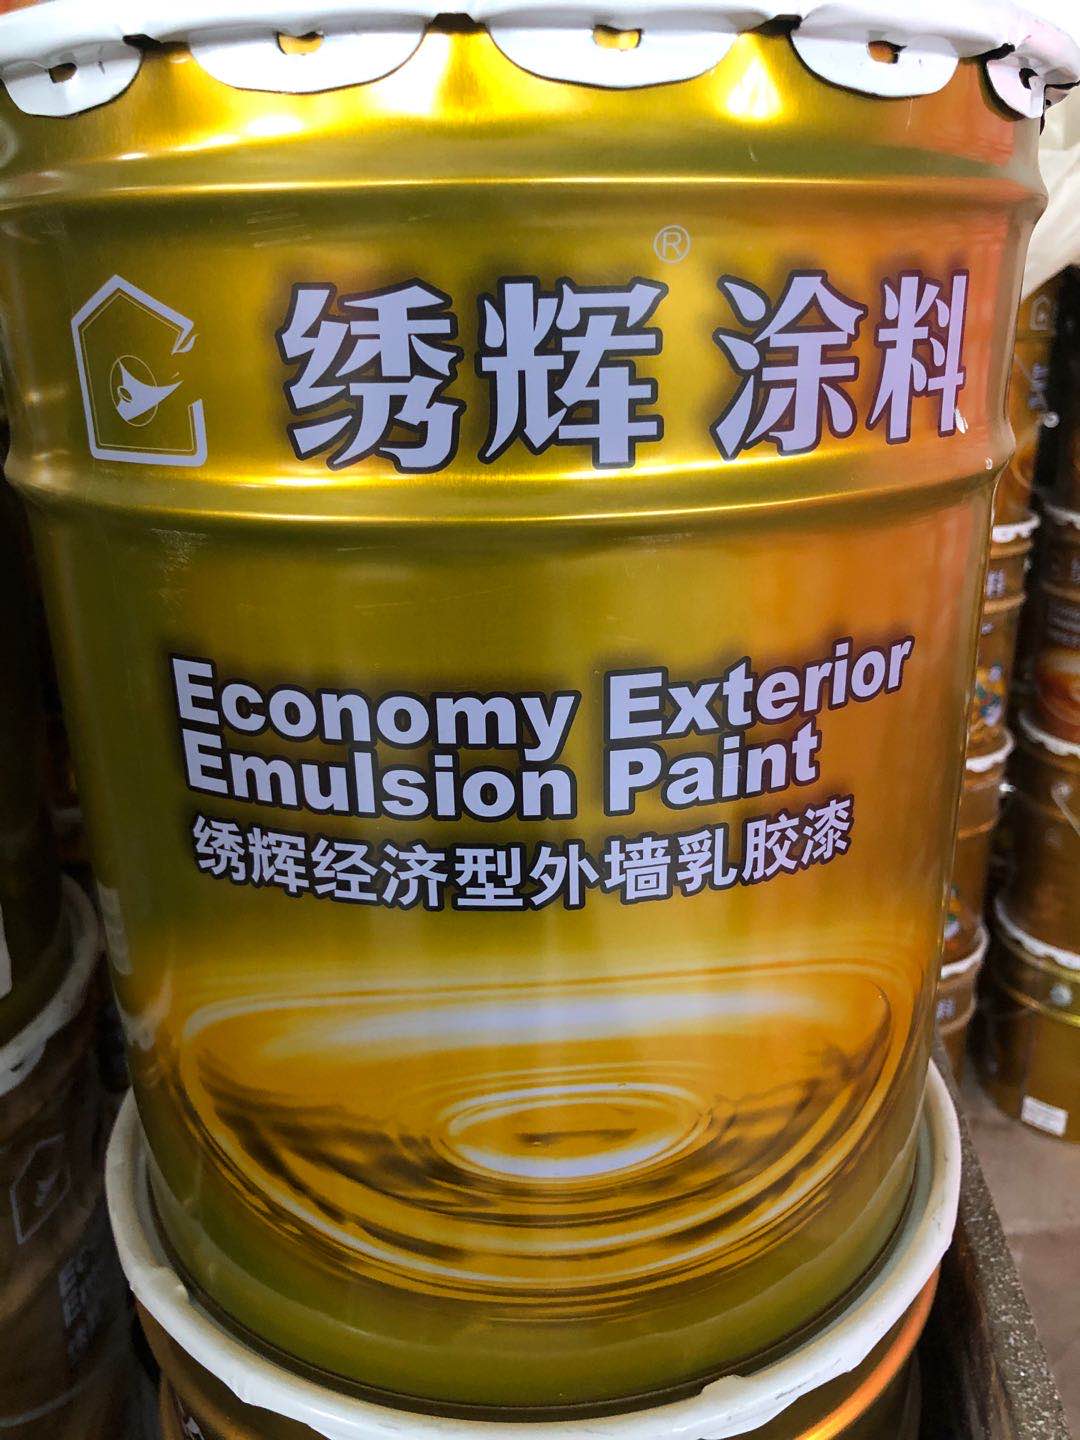 绣辉® 涂料
Economy Exterior
Emulsion Paint
绣辉经济型外墙乳胶漆